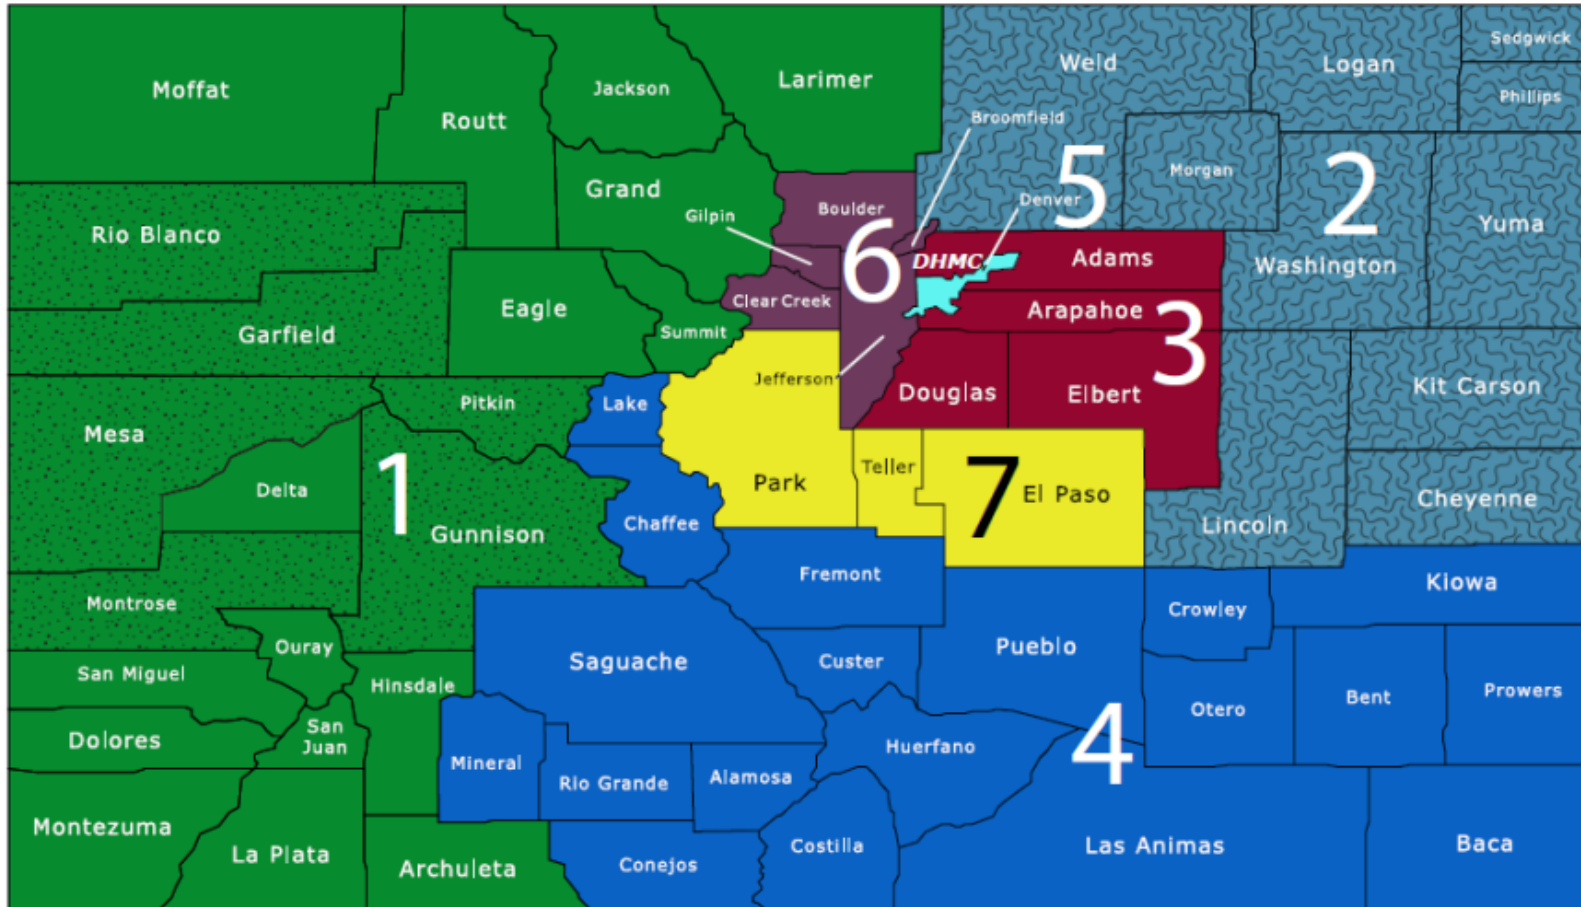 Moffat
Routt
Jackson
Larimer
Weld
Logan
Sedgwick
Phillips
Broomfield
Morgan
5
2
Grand
Gilpin
Boulder
Denver
Yuma
Rio Blanco
6
DHMC
Adams
Washington
Eagle
Clear Creek
Arapahoe
Garfield
Summit
3
Jefferson
Douglas
Elbert
Kit Carson
Pitkin
Lake
Mesa
Delta
1
Gunnison
Park
Teller
7
El Paso
Chaffee
Lincoln
Cheyenne
Montrose
Fremont
Crowley
Kiowa
Ouray
San Miguel
Hinsdale
Saguache
Custer
Pueblo
Otero
Bent
Prowers
Dolores
San
Juan
Mineral
Rio Grande
Alamosa
Huerfano
4
Montezuma
La Plata
Archuleta
Conejos
Costilla
Las Animas
Baca